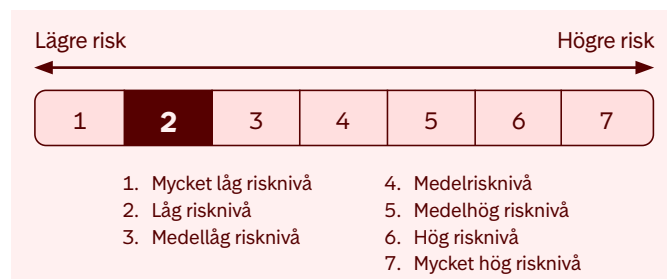 Lägre risk Högre risk
1 2 3 4 5 6 7
1. Mycket låg risknivå
2. Låg risknivå
3. Medellåg risknivå
4. Medelrisknivå
5. Medelhög risknivå
6. Hög risknivå
7. Mycket hög risknivå